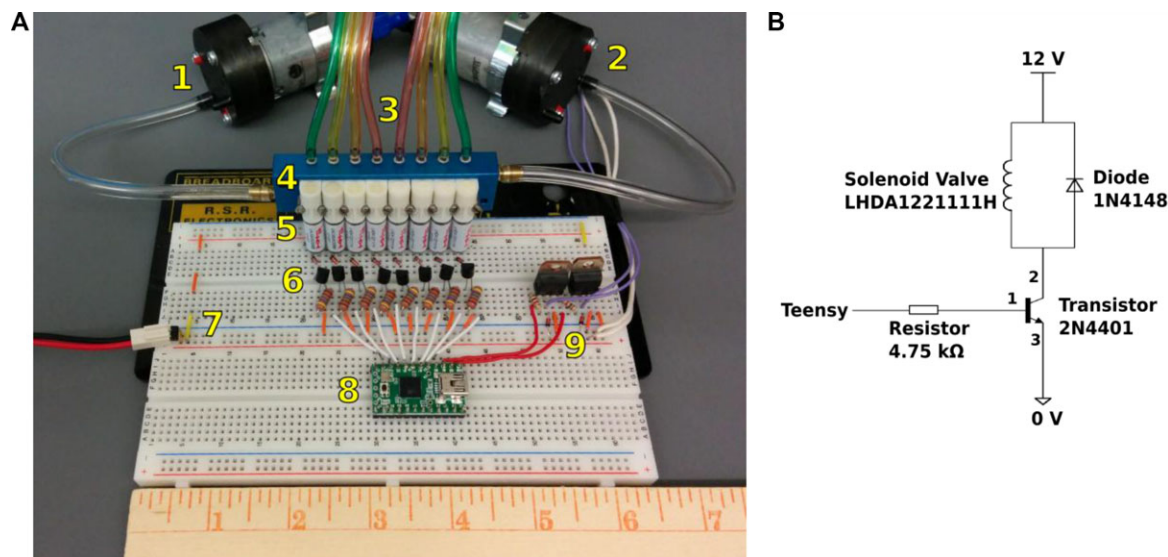 A
1
2
3
4
BREADBOARD
R.S.R.
ELECTRONICS
5
6
7
8
9
1 2 3 4 5 6 7
B
12 V
Solenoid Valve
LHDA1221111H
Diode
1N4148
2
Teensy
1
Transistor
2N4401
Resistor
4.75 kΩ
3
0 V